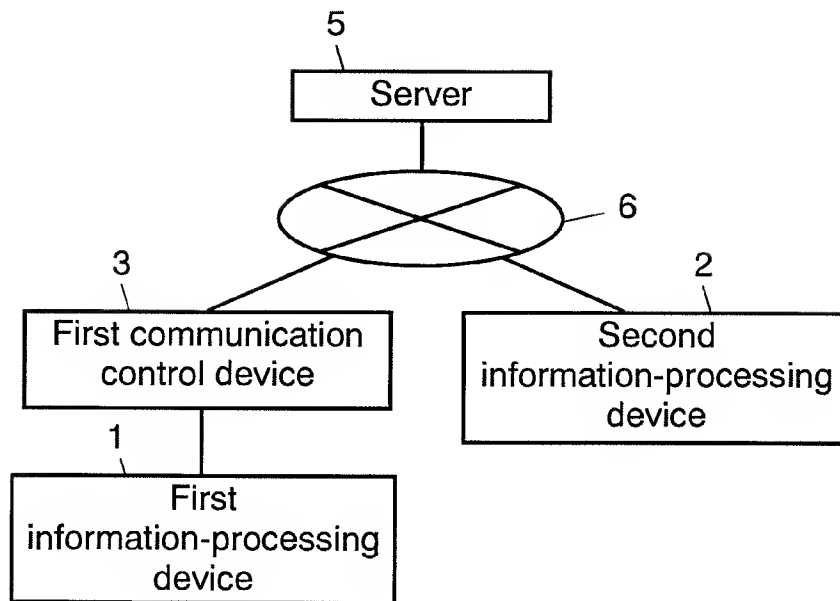 5
Server
6
3
First communication
control device
2
Second
information-processing
device
1
First
information-processing
device